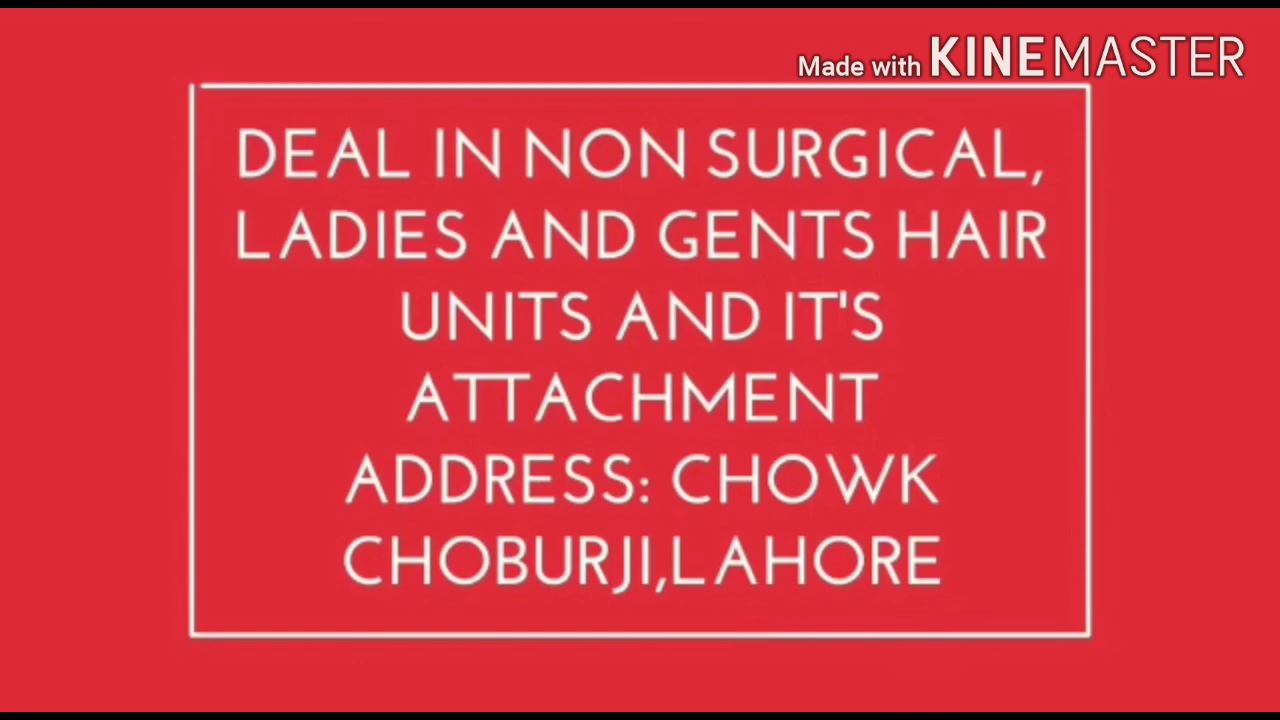 Made with KINEMASTER
DEAL IN NON SURGICAL,
LADIES AND GENTS HAIR
UNITS AND IT'S
ATTACHMENT
ADDRESS: CHOWK
CHOBURJI,LAHORE